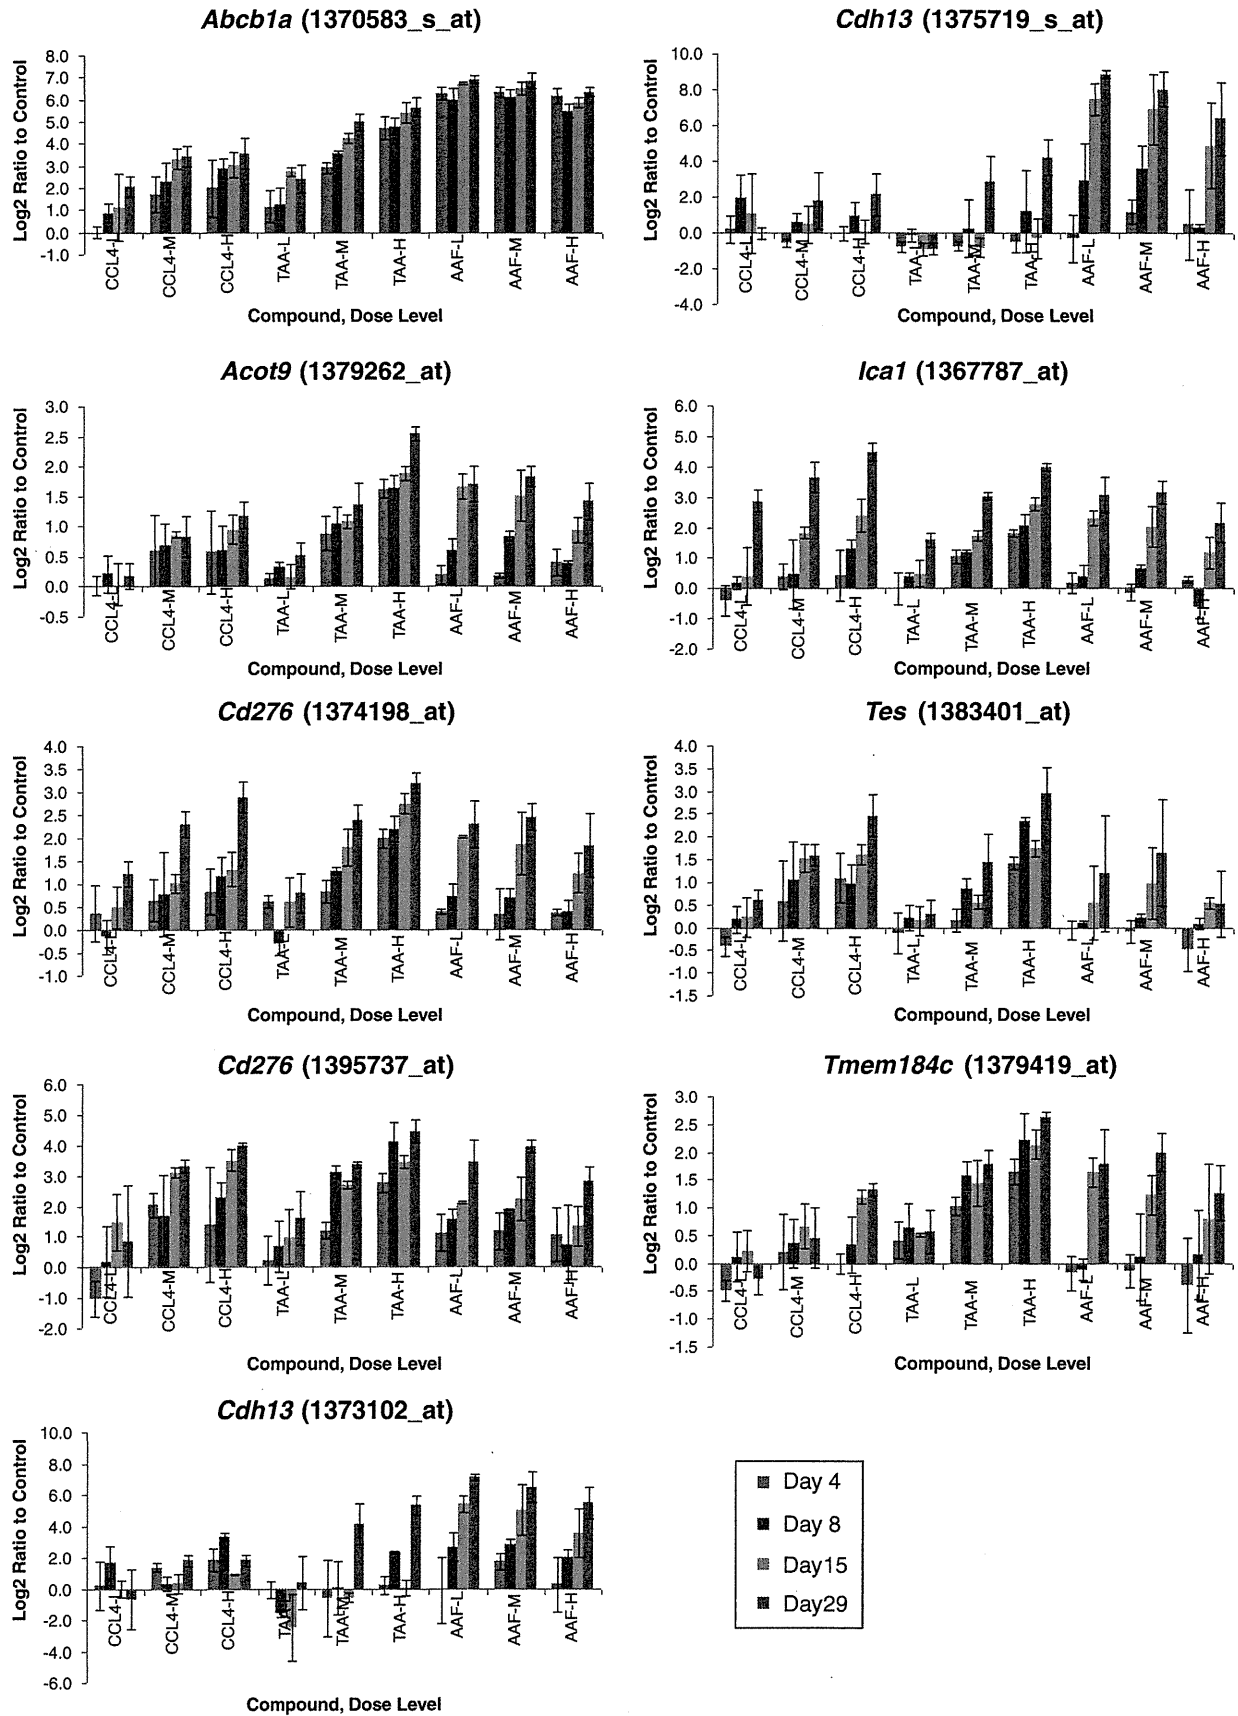 Abcb1a (1370583_s_at)
Log2 Ratio to Control
8.0
7.0
6.0
5.0
4.0
3.0
2.0
1.0
0.0
-1.0
CCL4-L
CCL4-M
CCL4-H
TAA-L
TAA-M
TAA-H
AAF-L
AAF-M
AAF-H
Compound, Dose Level
Cdh13 (1375719_s_at)
Log2 Ratio to Control
10.0
8.0
6.0
4.0
2.0
0.0
-2.0
-4.0
CCL4-L
CCL4-M
CCL4-H
TAA-L
TAA-M
TAA-H
AAF-L
AAF-M
AAF-H
Compound, Dose Level
Acot9 (1379262_at)
Log2 Ratio to Control
3.0
2.5
2.0
1.5
1.0
0.5
0.0
-0.5
CCL4-L
CCL4-M
CCL4-H
TAA-L
TAA-M
TAA-H
AAF-L
AAF-M
AAF-H
Compound, Dose Level
Ica1 (1367787_at)
Log2 Ratio to Control
6.0
5.0
4.0
3.0
2.0
1.0
0.0
-1.0
-2.0
CCL4-L
CCL4-M
CCL4-H
TAA-L
TAA-M
TAA-H
AAF-L
AAF-M
AAF-H
Compound, Dose Level
Cd276 (1374198_at)
Log2 Ratio to Control
4.0
3.5
3.0
2.5
2.0
1.5
1.0
0.5
0.0
-0.5
-1.0
CCL4-L
CCL4-M
CCL4-H
TAA-L
TAA-M
TAA-H
AAF-L
AAF-M
AAF-H
Compound, Dose Level
Tes (1383401_at)
Log2 Ratio to Control
4.0
3.5
3.0
2.5
2.0
1.5
1.0
0.5
0.0
-0.5
-1.0
-1.5
CCL4-L
CCL4-M
CCL4-H
TAA-L
TAA-M
TAA-H
AAF-L
AAF-M
AAF-H
Compound, Dose Level
Cd276 (1395737_at)
Log2 Ratio to Control
6.0
5.0
4.0
3.0
2.0
1.0
0.0
-1.0
-2.0
CCL4-L
CCL4-M
CCL4-H
TAA-L
TAA-M
TAA-H
AAF-L
AAF-M
AAF-H
Compound, Dose Level
Tmem184c (1379419_at)
Log2 Ratio to Control
3.0
2.5
2.0
1.5
1.0
0.5
0.0
-0.5
-1.0
-1.5
CCL4-L
CCL4-M
CCL4-H
TAA-L
TAA-M
TAA-H
AAF-L
AAF-M
AAF-H
Compound, Dose Level
Cdh13 (1373102_at)
Log2 Ratio to Control
10.0
8.0
6.0
4.0
2.0
0.0
-2.0
-4.0
-6.0
CCL4-L
CCL4-M
CCL4-H
TAA-L
TAA-M
TAA-H
AAF-L
AAF-M
AAF-H
Compound, Dose Level
Day 4
Day 8
Day15
Day29